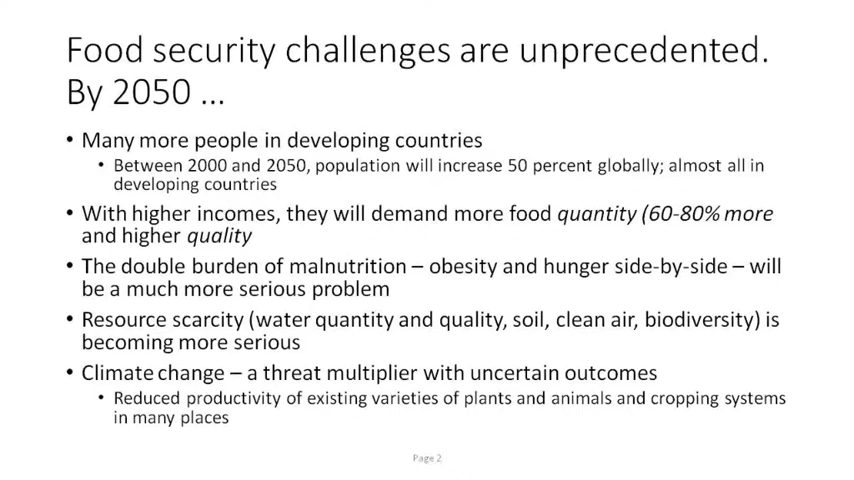 Food security challenges are unprecedented.
By 2050 …
• Many more people in developing countries
• Between 2000 and 2050, population will increase 50 percent globally; almost all in
developing countries
• With higher incomes, they will demand more food quantity (60-80% more
and higher quality
• The double burden of malnutrition – obesity and hunger side-by-side – will
be a much more serious problem
• Resource scarcity (water quantity and quality, soil, clean air, biodiversity) is
becoming more serious
• Climate change – a threat multiplier with uncertain outcomes
• Reduced productivity of existing varieties of plants and animals and cropping systems
in many places
Page 2